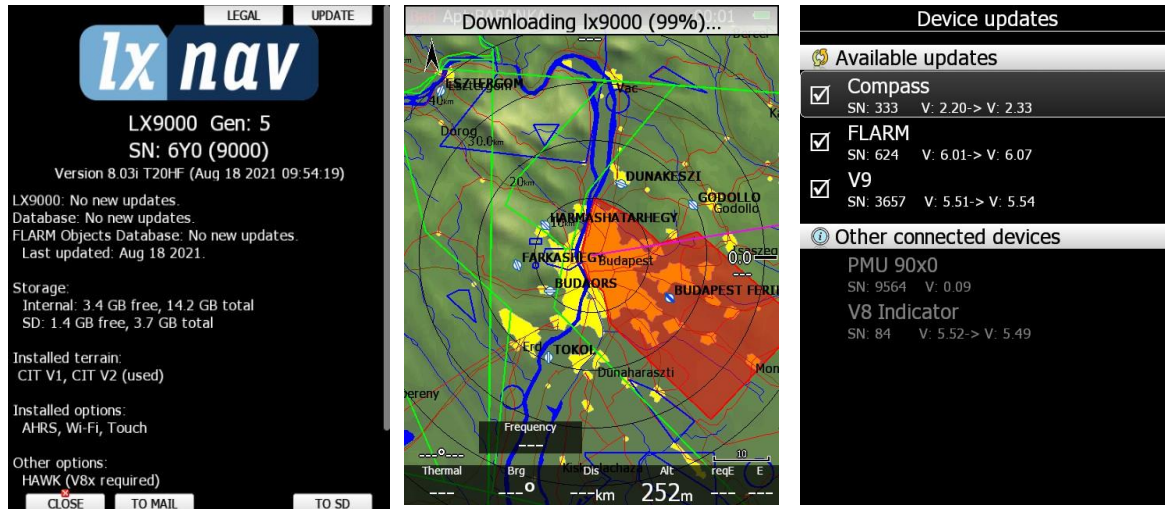 LEGAL UPDATE
lx nav
LX9000 Gen: 5
SN: 6Y0 (9000)
Version 8.03i T20HF (Aug 18 2021 09:54:19)
LX9000: No new updates.
Database: No new updates.
FLARM Objects Database: No new updates.
Last updated: Aug 18 2021.
Storage:
Internal: 3.4 GB free, 14.2 GB total
SD: 1.4 GB free, 3.7 GB total
Installed terrain:
CIT V1, CIT V2 (used)
Installed options:
AHRS, Wi-Fi, Touch
Other options:
HAWK (V8x required)
CLOSE TO MAIL TO SD
Downloading lx9000 (99%)...
ESZTERGOM
Esztergom
Vac
40km
Dorog
30.0km
20km
DUNAKESZI
GODOLLO
Godollo
HARMASHATARHEGY
10km
FARKASHEGY
Budapest
0.0
BUDAORS
BUDAPEST FERI
Erd
TOKOL
Dunaharaszti
Mon
Frequency
---
10
Thermal Brg Dis Alt reqE E
--- ---° ---km 252m --- ---
Device updates
Available updates
Compass
SN: 333 V: 2.20-> V: 2.33
FLARM
SN: 624 V: 6.01-> V: 6.07
V9
SN: 3657 V: 5.51-> V: 5.54
Other connected devices
PMU 90x0
SN: 9564 V: 0.09
V8 Indicator
SN: 84 V: 5.52-> V: 5.49